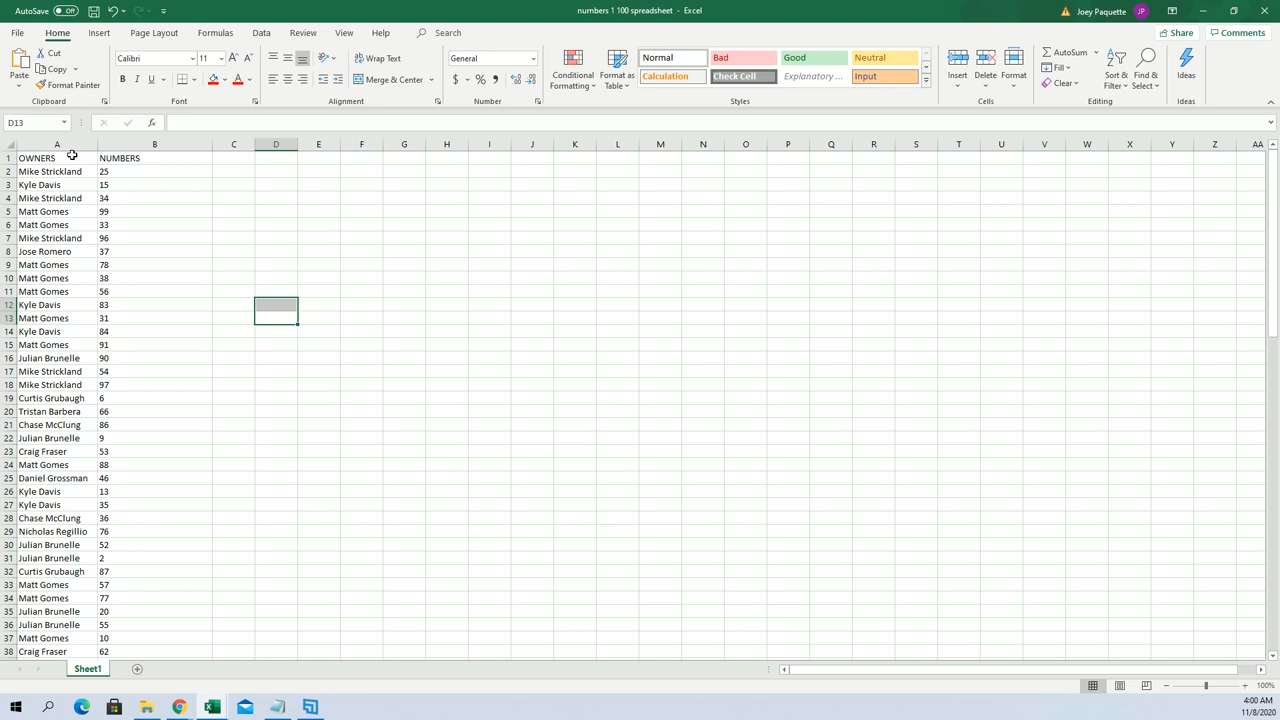 AutoSave Off numbers 1 100 spreadsheet - Excel Joey Paquette JP
File Home Insert Page Layout Formulas Data Review View Help Search Share Comments
Paste Cut Copy Format Painter Clipboard
Calibri 11 A A B I U A Font
Wrap Text Merge & Center Alignment
General $ % , Number
Conditional Formatting Format as Table
Normal Bad Good Neutral
Calculation Check Cell Explanatory ... Input
Styles
Insert Delete Format Cells
AutoSum Fill Clear Sort & Filter Find & Select Editing
Ideas Ideas
D13 fx
A B C D E F G H I J K L M N O P Q R S T U V W X Y Z AA
1 OWNERS NUMBERS
2 Mike Strickland 25
3 Kyle Davis 15
4 Mike Strickland 34
5 Matt Gomes 99
6 Matt Gomes 33
7 Mike Strickland 96
8 Jose Romero 37
9 Matt Gomes 78
10 Matt Gomes 38
11 Matt Gomes 56
12 Kyle Davis 83
13 Matt Gomes 31
14 Kyle Davis 84
15 Matt Gomes 91
16 Julian Brunelle 90
17 Mike Strickland 54
18 Mike Strickland 97
19 Curtis Grubaugh 6
20 Tristan Barbera 66
21 Chase McClung 86
22 Julian Brunelle 9
23 Craig Fraser 53
24 Matt Gomes 88
25 Daniel Grossman 46
26 Kyle Davis 13
27 Kyle Davis 35
28 Chase McClung 36
29 Nicholas Regillio 76
30 Julian Brunelle 52
31 Julian Brunelle 2
32 Curtis Grubaugh 87
33 Matt Gomes 57
34 Matt Gomes 77
35 Julian Brunelle 20
36 Julian Brunelle 55
37 Matt Gomes 10
38 Craig Fraser 62
Sheet1
100%
4:00 AM
11/8/2020